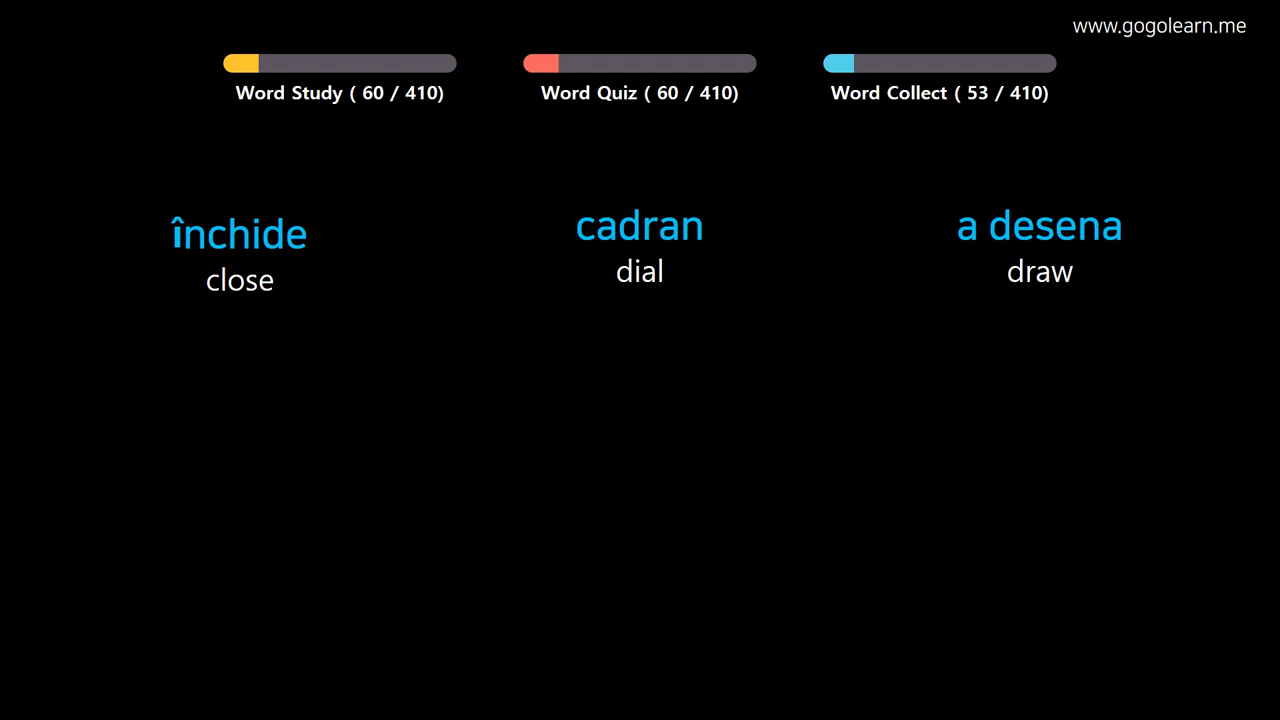 www.gogolearn.me
Word Study ( 60 / 410)
Word Quiz ( 60 / 410)
Word Collect ( 53 / 410)
închide
close
cadran
dial
a desena
draw